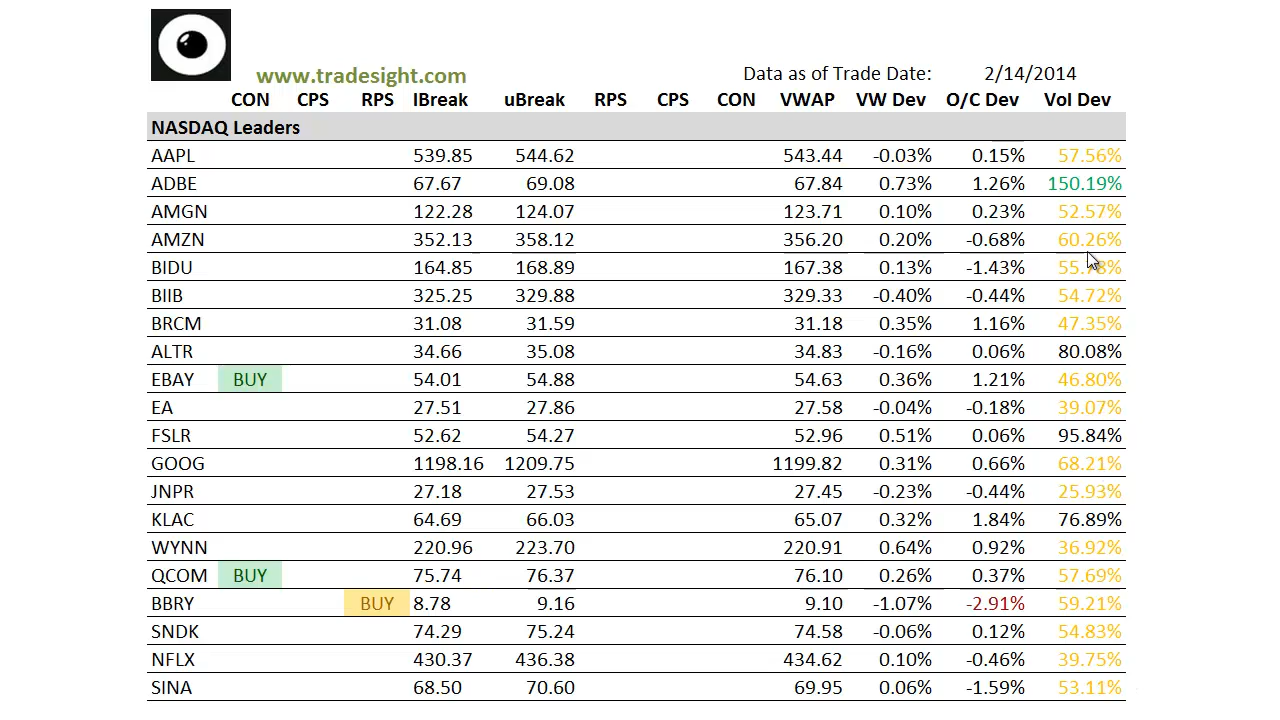 www.tradesight.com Data as of Trade Date: 2/14/2014
CON CPS RPS lBreak uBreak RPS CPS CON VWAP VW Dev O/C Dev Vol Dev
NASDAQ Leaders
AAPL 539.85 544.62 543.44 -0.03% 0.15% 57.56%
ADBE 67.67 69.08 67.84 0.73% 1.26% 150.19%
AMGN 122.28 124.07 123.71 0.10% 0.23% 52.57%
AMZN 352.13 358.12 356.20 0.20% -0.68% 60.26%
BIDU 164.85 168.89 167.38 0.13% -1.43% 55.78%
BIIB 325.25 329.88 329.33 -0.40% -0.44% 54.72%
BRCM 31.08 31.59 31.18 0.35% 1.16% 47.35%
ALTR 34.66 35.08 34.83 -0.16% 0.06% 80.08%
EBAY BUY 54.01 54.88 54.63 0.36% 1.21% 46.80%
EA 27.51 27.86 27.58 -0.04% -0.18% 39.07%
FSLR 52.62 54.27 52.96 0.51% 0.06% 95.84%
GOOG 1198.16 1209.75 1199.82 0.31% 0.66% 68.21%
JNPR 27.18 27.53 27.45 -0.23% -0.44% 25.93%
KLAC 64.69 66.03 65.07 0.32% 1.84% 76.89%
WYNN 220.96 223.70 220.91 0.64% 0.92% 36.92%
QCOM BUY 75.74 76.37 76.10 0.26% 0.37% 57.69%
BBRY BUY 8.78 9.16 9.10 -1.07% -2.91% 59.21%
SNDK 74.29 75.24 74.58 -0.06% 0.12% 54.83%
NFLX 430.37 436.38 434.62 0.10% -0.46% 39.75%
SINA 68.50 70.60 69.95 0.06% -1.59% 53.11%